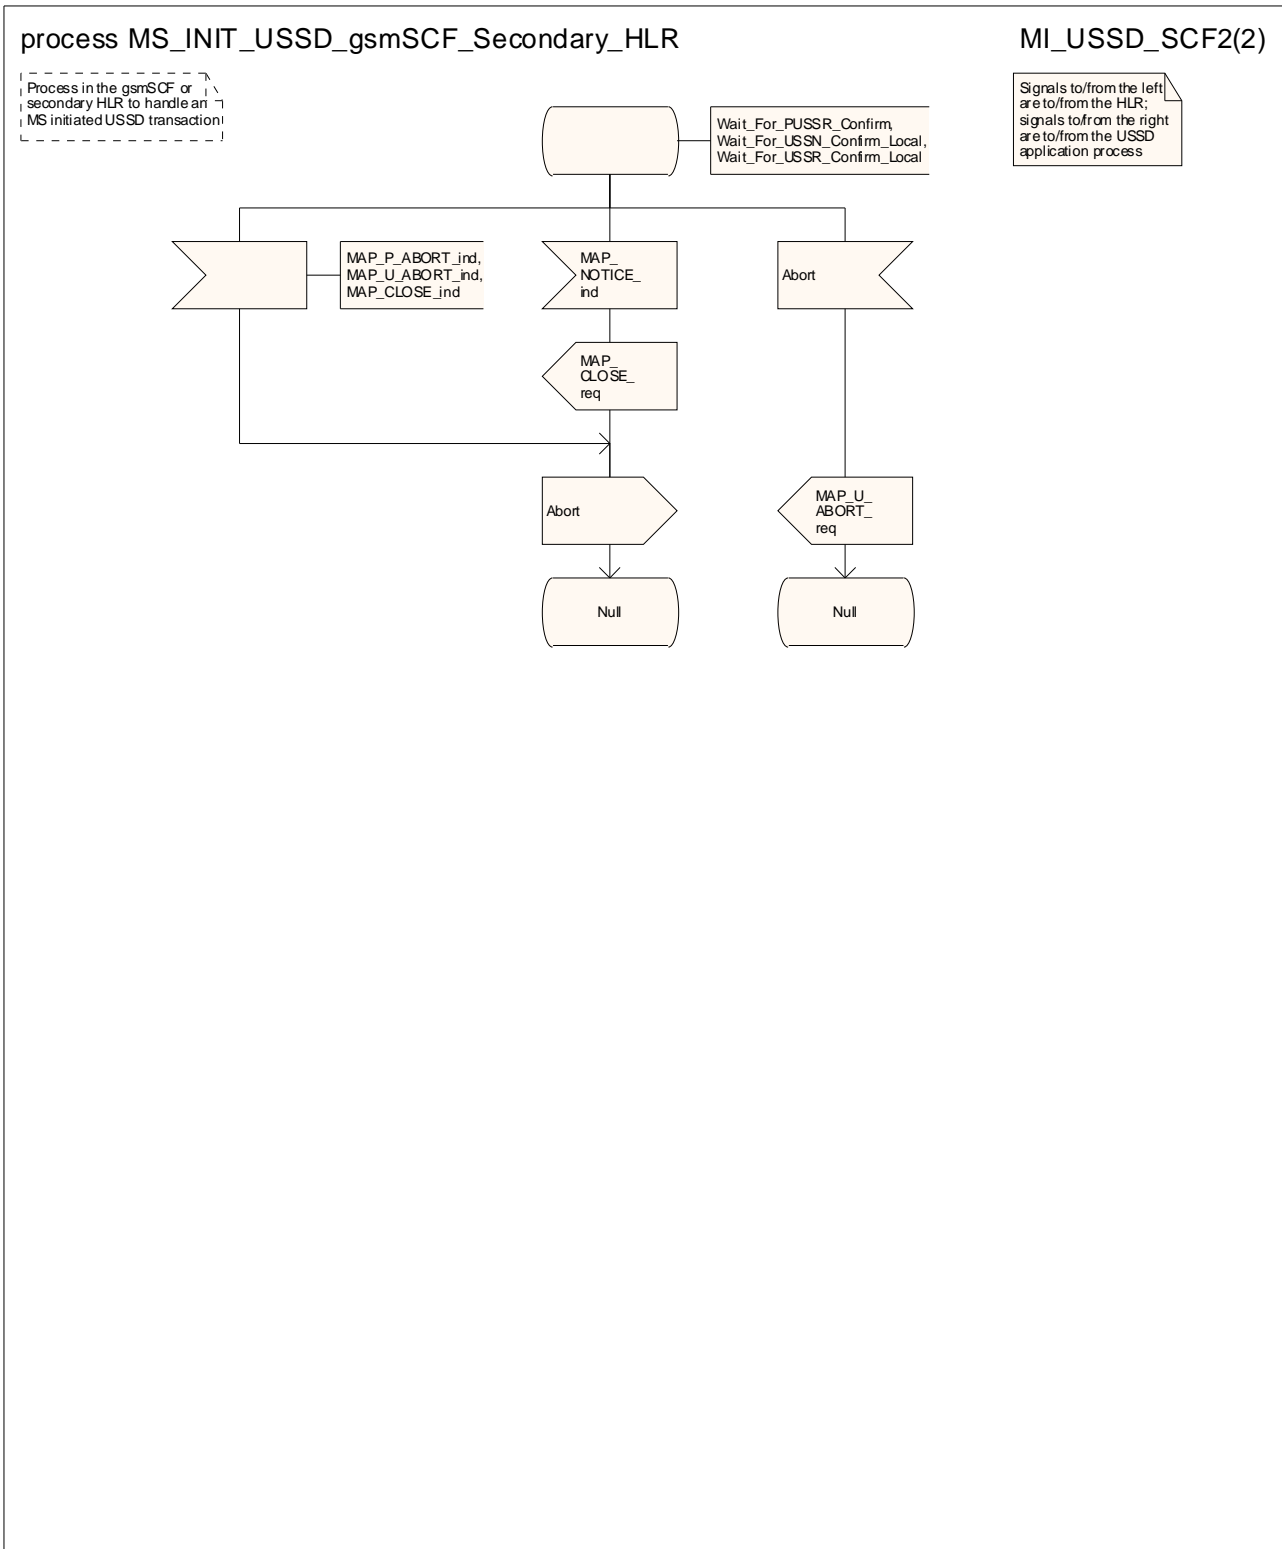 process MS_INIT_USSD_gsmSCF_Secondary_HLR
MI_USSD_SCF2(2)
Process in the gsmSCF or
secondary HLR to handle an
MS initiated USSD transaction
Signals to/from the left
are to/from the HLR;
signals to/from the right
are to/from the USSD
application process
Wait_For_PUSSR_Confirm,
Wait_For_USSN_Confirm_Local,
Wait_For_USSR_Confirm_Local
MAP_P_ABORT_ind,
MAP_U_ABORT_ind,
MAP_CLOSE_ind
MAP_
NOTICE_
ind
Abort
MAP_
CLOSE_
req
Abort
MAP_U_
ABORT_
req
Null
Null